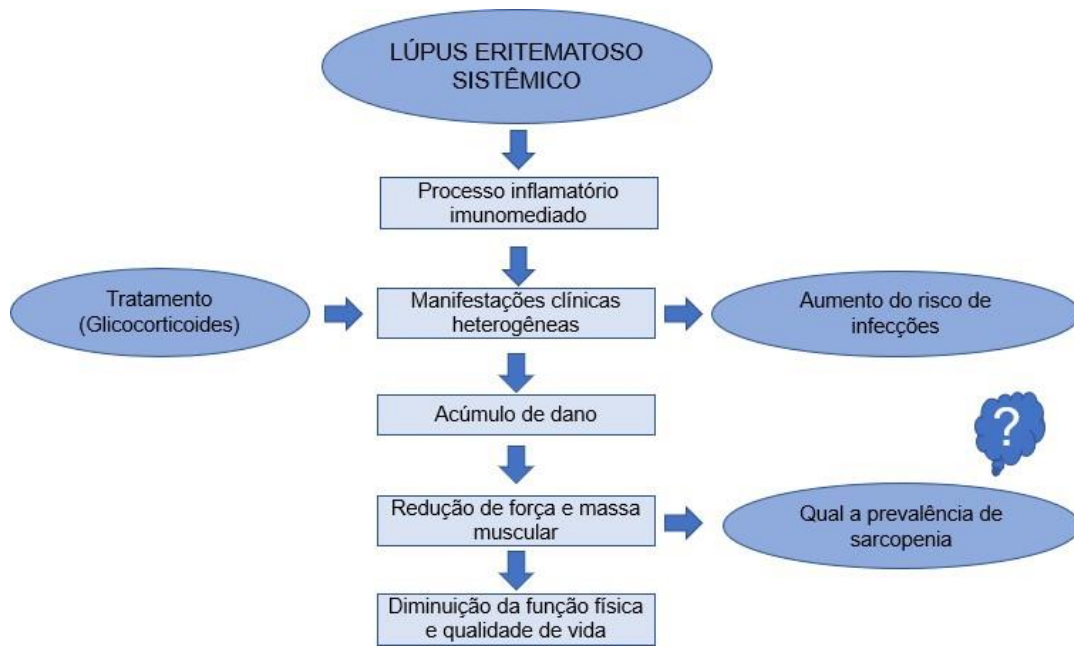 LÚPUS ERITEMATOSO
SISTÊMICO
Processo inflamatório
imunomediado
Tratamento
(Glicocorticoides)
Manifestações clínicas
heterogêneas
Aumento do risco de
infecções
Acúmulo de dano
?
Redução de força e massa
muscular
Qual a prevalência de
sarcopenia
Diminuição da função física
e qualidade de vida